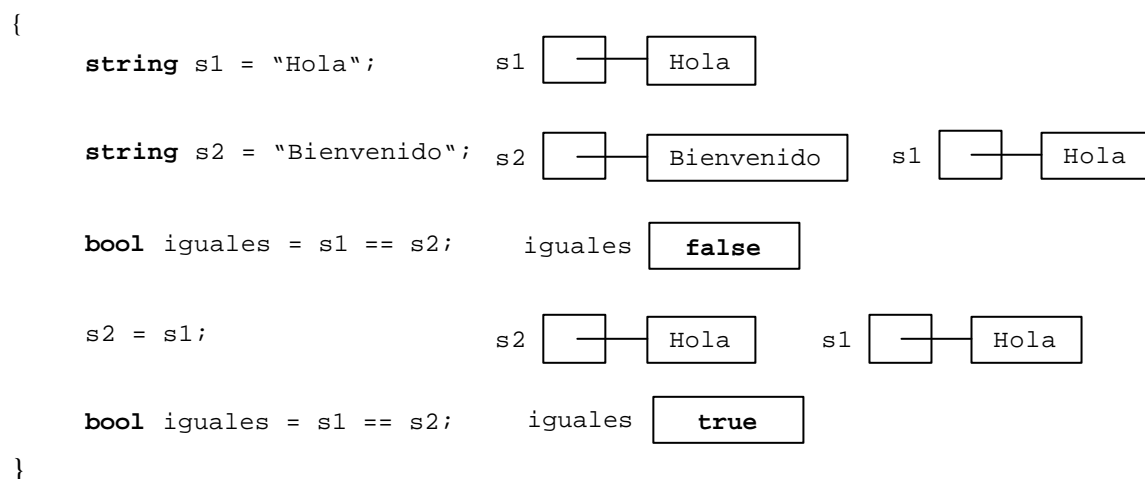 {
string s1 = “Hola“; s1 Hola
string s2 = “Bienvenido“; s2 Bienvenido s1 Hola
bool iguales = s1 == s2; iguales false
s2 = s1; s2 Hola s1 Hola
bool iguales = s1 == s2; iguales true
}